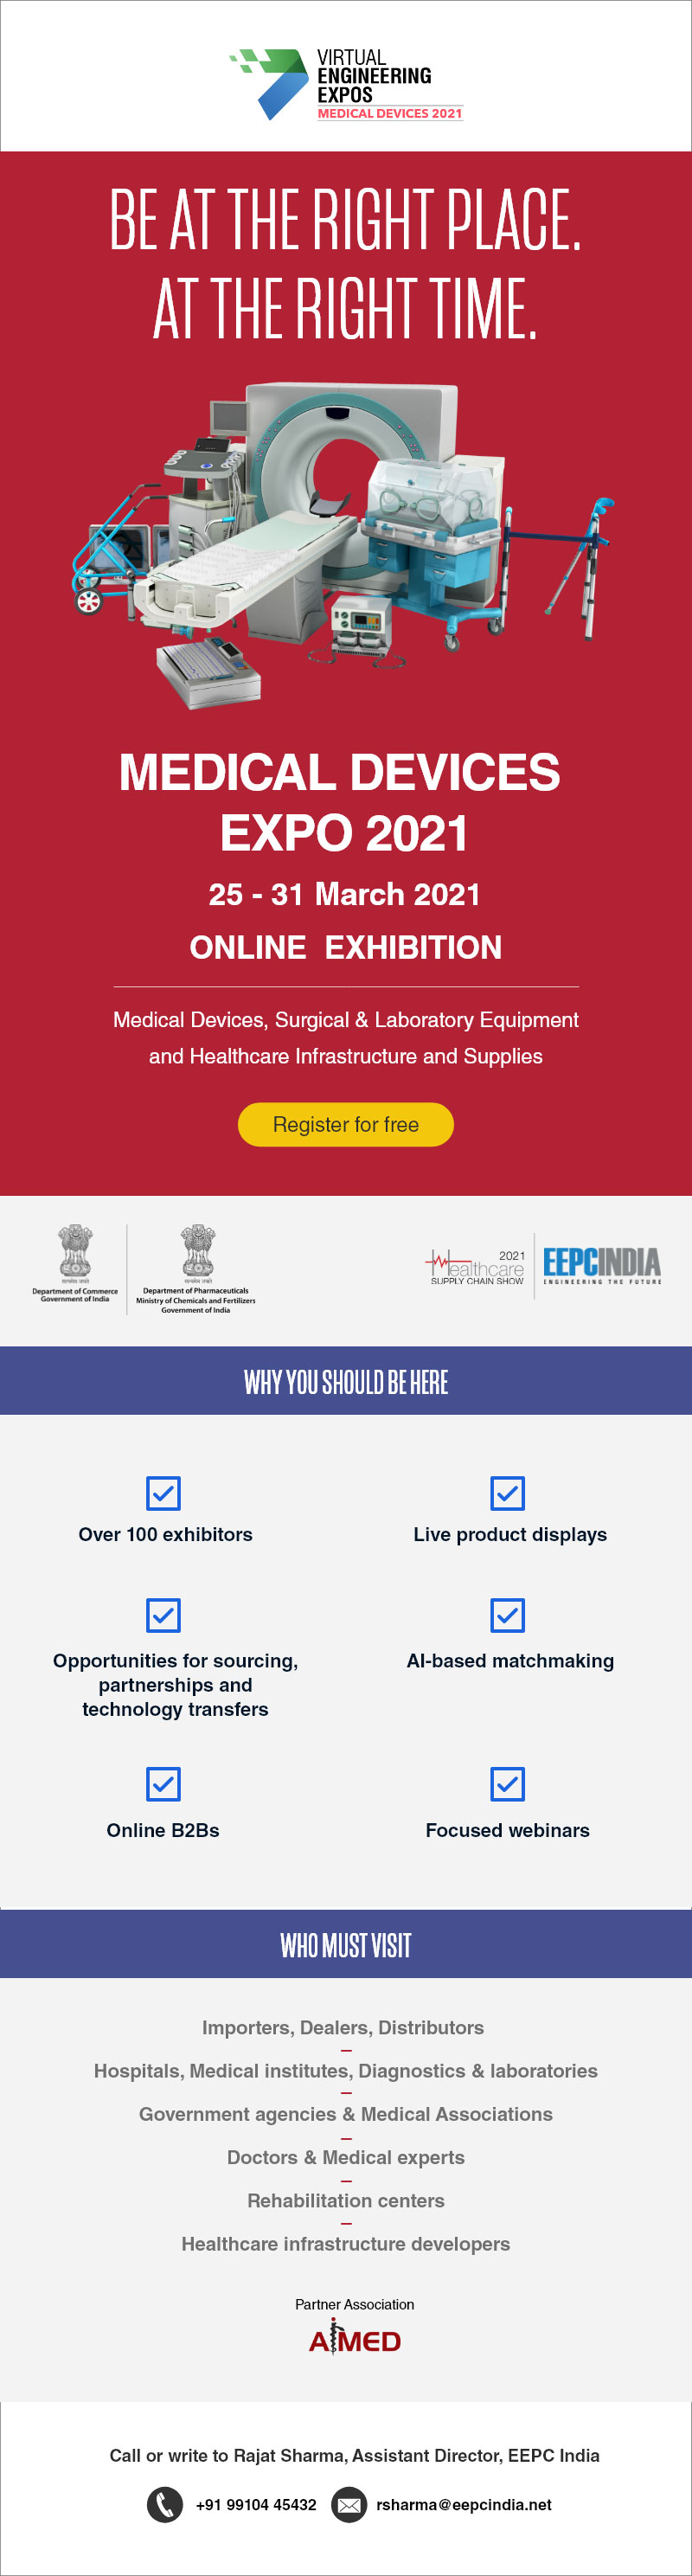 VIRTUAL
ENGINEERING
EXPOS
MEDICAL DEVICES 2021
BE AT THE RIGHT PLACE.
AT THE RIGHT TIME.
MEDICAL DEVICES
EXPO 2021
25 - 31 March 2021
ONLINE EXHIBITION
Medical Devices, Surgical & Laboratory Equipment
and Healthcare Infrastructure and Supplies
Register for free
सत्यमेव जयते
Department of Commerce
Government of India
सत्यमेव जयते
Department of Pharmaceuticals
Ministry of Chemicals and Fertilizers
Government of India
2021
Healthcare
SUPPLY CHAIN SHOW
EEPCINDIA
ENGINEERING THE FUTURE
WHY YOU SHOULD BE HERE
Over 100 exhibitors
Live product displays
Opportunities for sourcing,
partnerships and
technology transfers
AI-based matchmaking
Online B2Bs
Focused webinars
WHO MUST VISIT
Importers, Dealers, Distributors
Hospitals, Medical institutes, Diagnostics & laboratories
Government agencies & Medical Associations
Doctors & Medical experts
Rehabilitation centers
Healthcare infrastructure developers
Partner Association
AiMED
Call or write to Rajat Sharma, Assistant Director, EEPC India
+91 99104 45432
rsharma@eepcindia.net